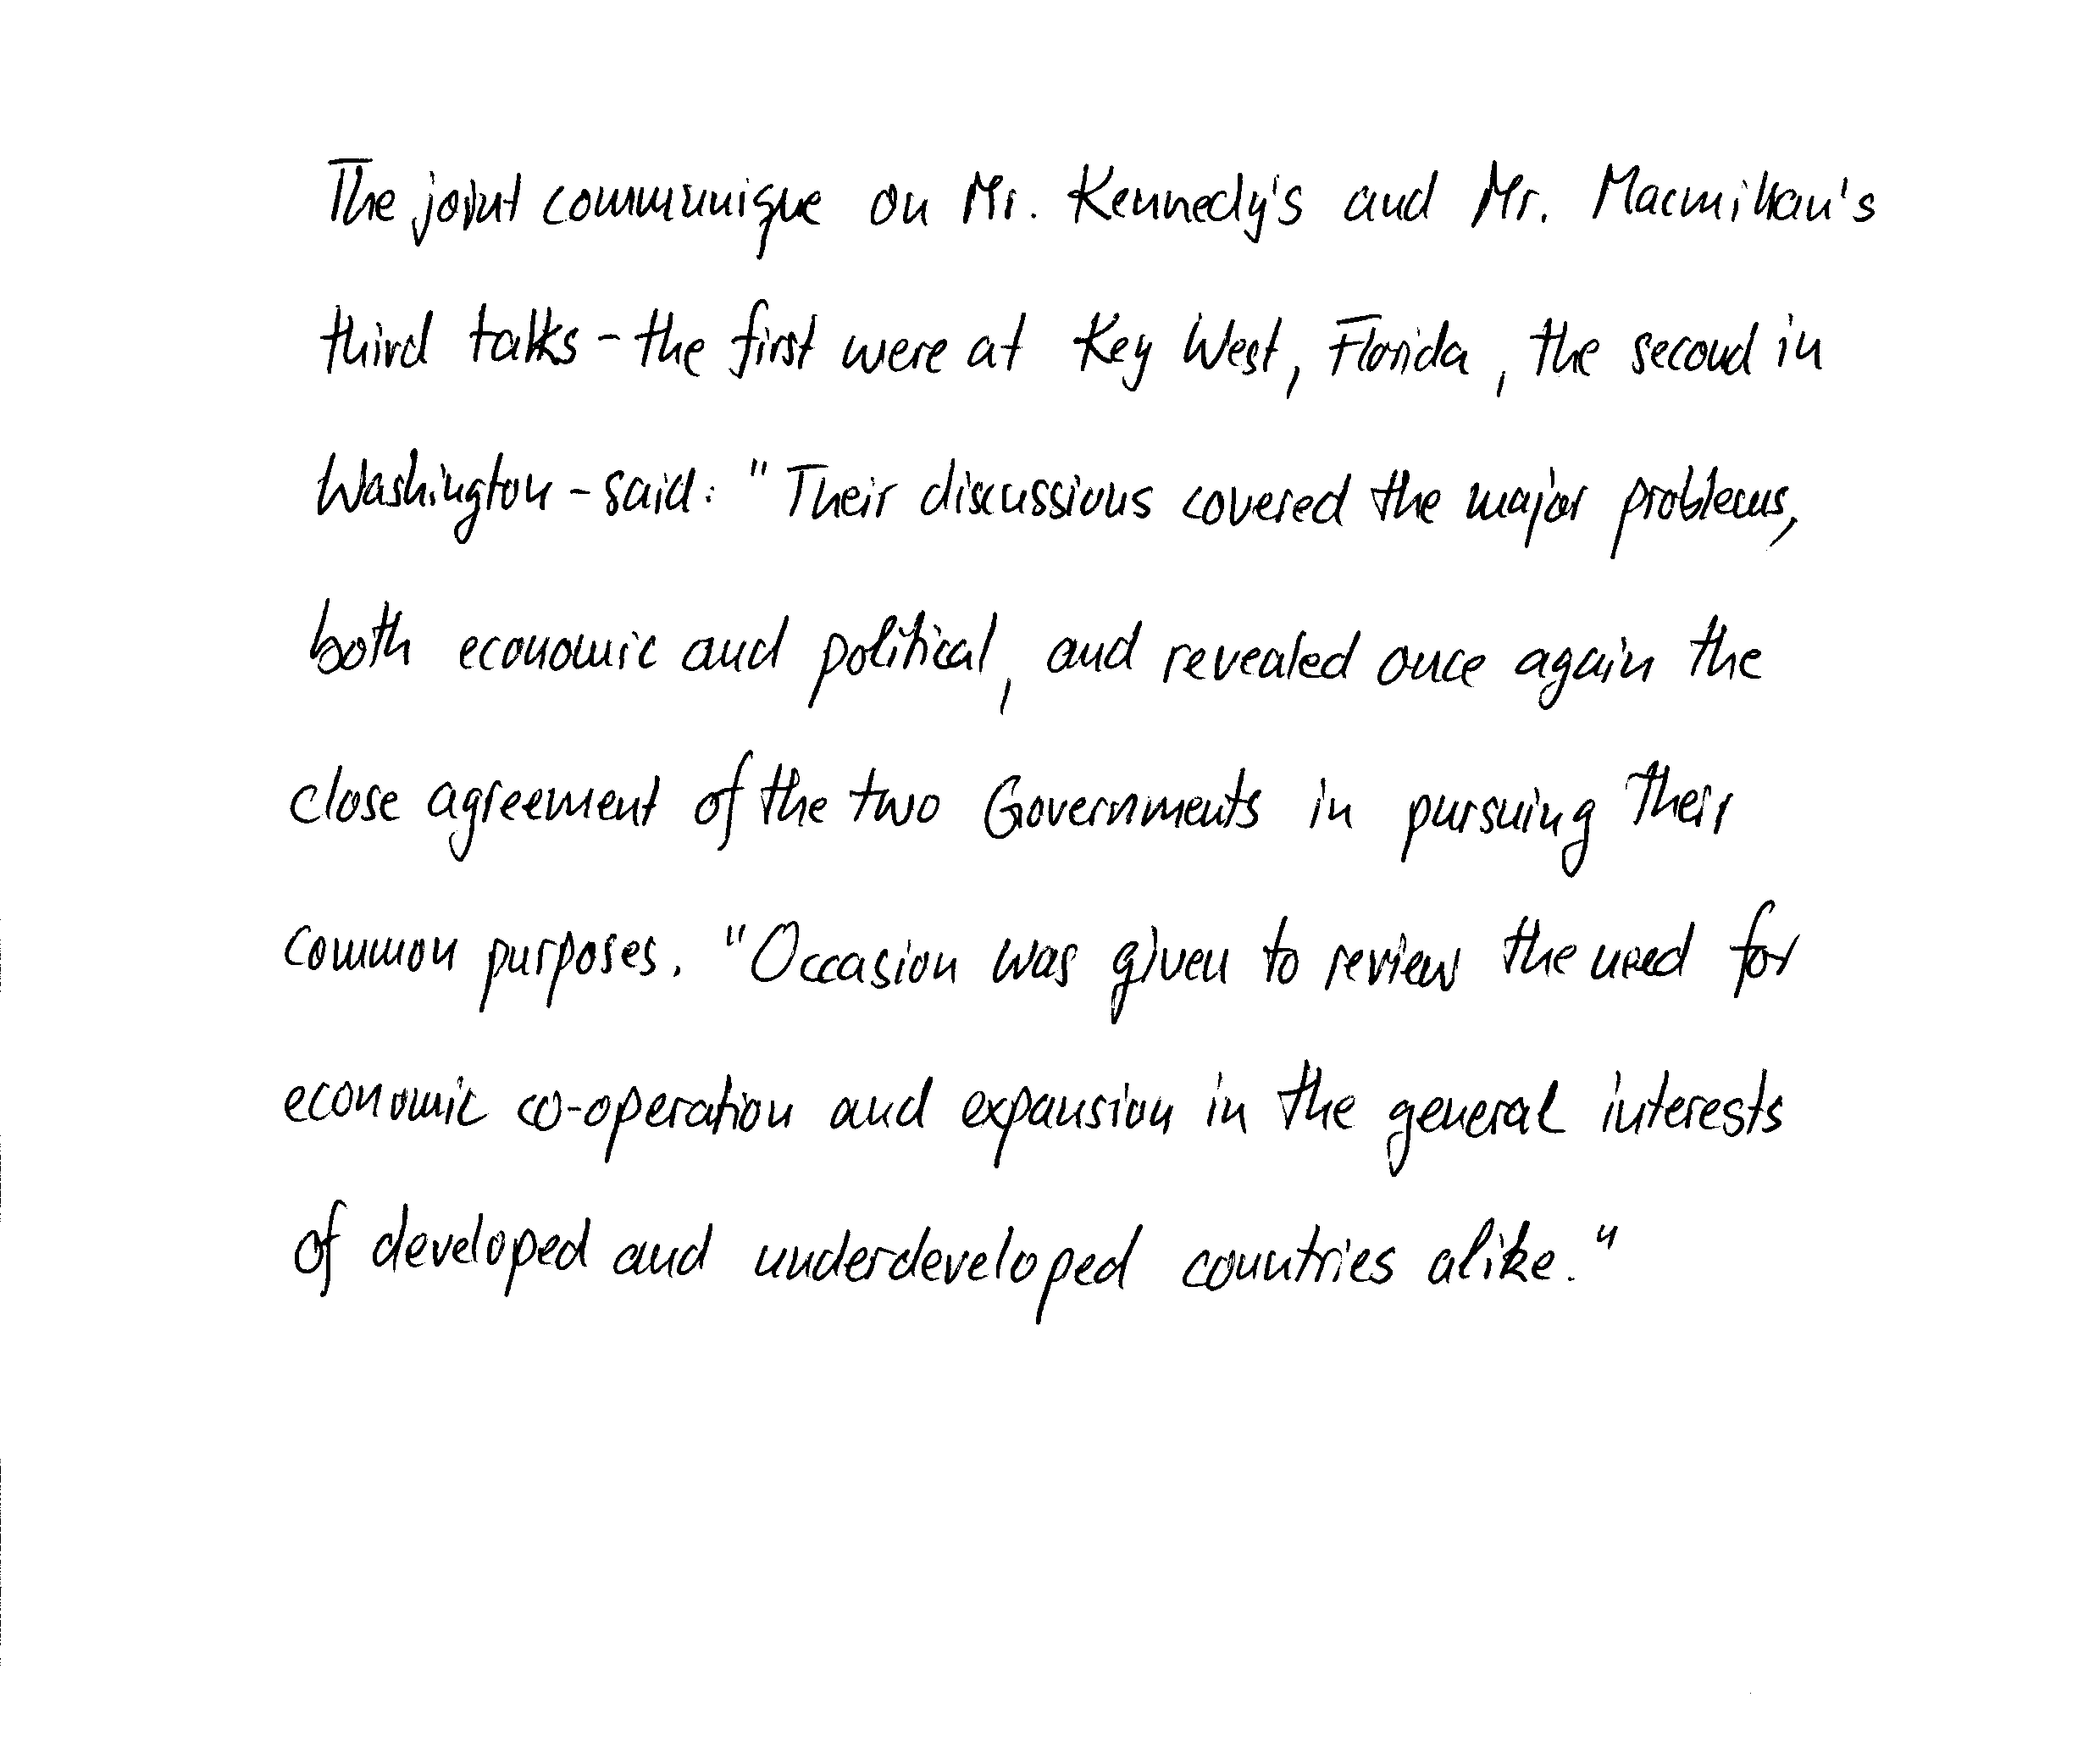 The joint communique on Mr. Kennedy's and Mr. Macmillan's
third talks - the first were at Key West, Florida, the second in
Washington - said: "Their discussions covered the major problems,
both economic and political, and revealed once again the
close agreement of the two Governments in pursuing their
common purposes. "Occasion was given to review the need for
economic co-operation and expansion in the general interests
of developed and underdeveloped countries alike."